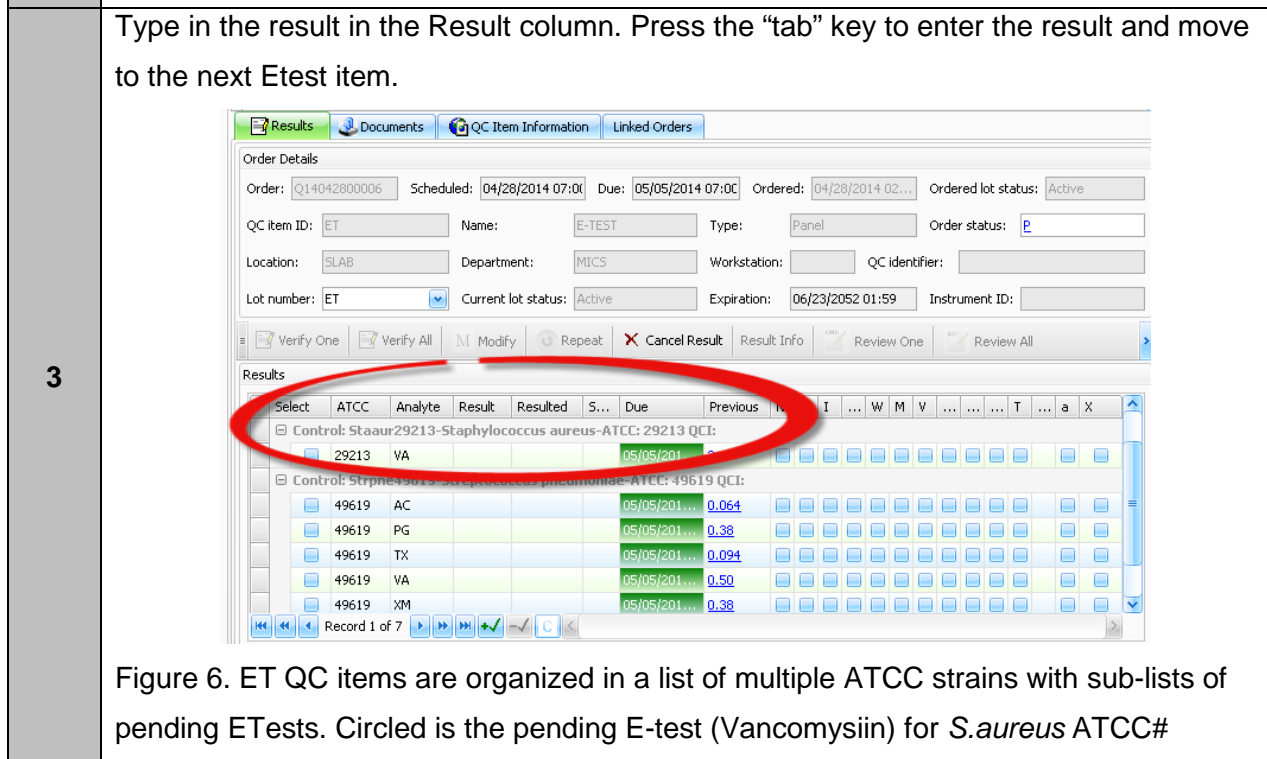 Type in the result in the Result column. Press the “tab” key to enter the result and move
to the next Etest item.
Results Documents QC Item Information Linked Orders
Order Details
Order: Q14042800006 Scheduled: 04/28/2014 07:0( Due: 05/05/2014 07:0C Ordered: 04/28/2014 02... Ordered lot status: Active
QC item ID: ET Name: E-TEST Type: Panel Order status: P
Location: SLAB Department: MICS Workstation: QC identifier:
Lot number: ET Current lot status: Active Expiration: 06/23/2052 01:59 Instrument ID:
Verify One Verify All M Modify Repeat Cancel Result Result Info Review One Review All
3
Results
Select ATCC Analyte Result Resulted S... Due Previous I ... W M V ... ... ... T ... a X
Control: Staaur29213-Staphylococcus aureus-ATCC: 29213 QCI:
29213 VA 05/05/201...
Control: Strpne49619-Streptococcus pneumoniae-ATCC: 49619 QCI:
49619 AC 05/05/201... 0.064
49619 PG 05/05/201... 0.38
49619 TX 05/05/201... 0.094
49619 VA 05/05/201... 0.50
49619 XM 05/05/201... 0.38
Record 1 of 7 C
Figure 6. ET QC items are organized in a list of multiple ATCC strains with sub-lists of
pending ETests. Circled is the pending E-test (Vancomysiin) for S.aureus ATCC#